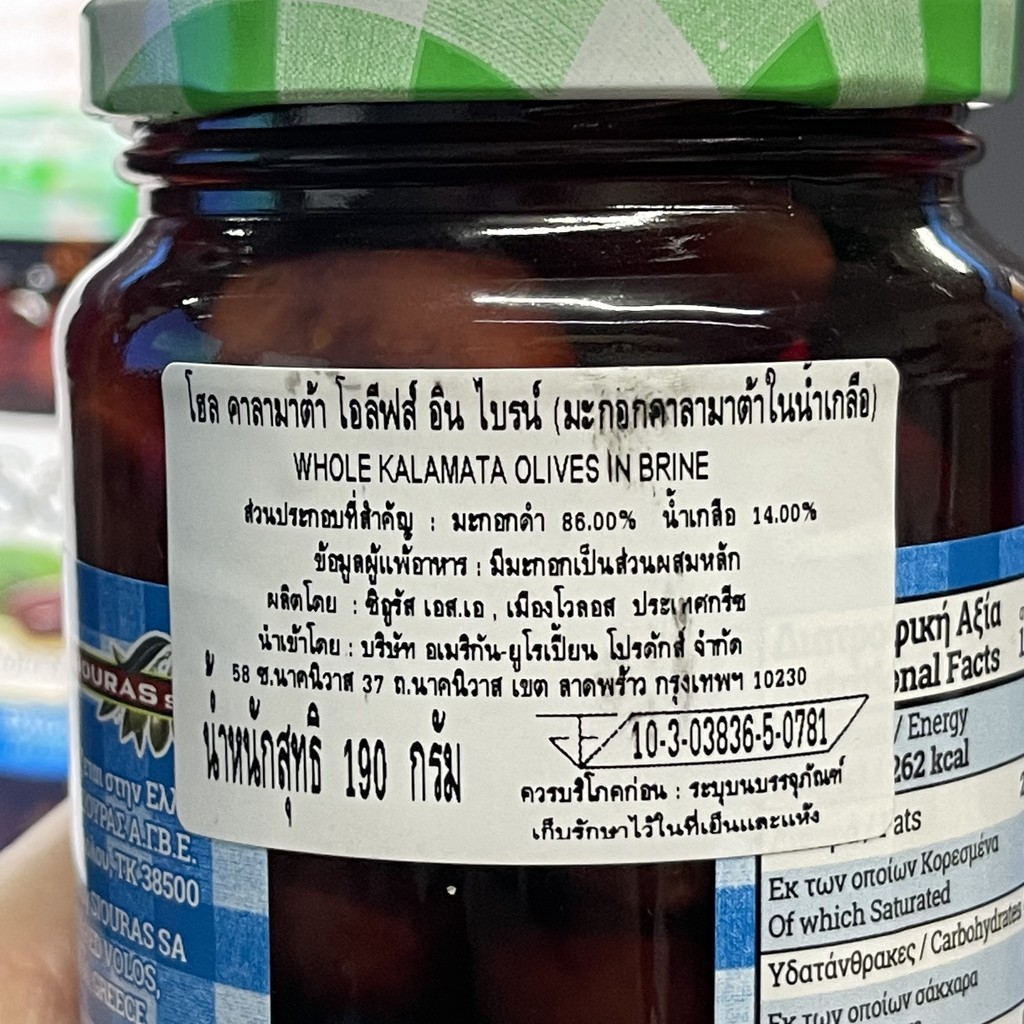 โฮล คาลามาต้า โอลีฟส์ อิน ไบรน์ (มะกอกคาลามาต้าในน้ำเกลือ)
WHOLE KALAMATA OLIVES IN BRINE
ส่วนประกอบที่สำคัญ : มะกอกดำ 86.00% น้ำเกลือ 14.00%
ข้อมูลผู้แพ้อาหาร : มีมะกอกเป็นส่วนผสมหลัก
ผลิตโดย : ซิอูรัส เอส.เอ , เมืองโวลอส ประเทศกรีซ
นำเข้าโดย : บริษัท อเมริกัน-ยูโรเปี้ยน โปรดักส์ จำกัด
58 ซ.นาคนิวาส 37 ถ.นาคนิวาส เขต ลาดพร้าว กรุงเทพฯ 10230
น้ำหนักสุทธิ 190 กรัม
10-3-03836-5-0781
ควรบริโภคก่อน : ระบุบนบรรจุภัณฑ์
เก็บรักษาไว้ในที่เย็นและแห้ง
στην
Α.Γ.Β.Ε.
ΤΚ 38500
SIOURAS SA
VOLOS,
GREECE
Αξία
Facts
/ Energy
262 kcal
Εκ των οποίων Κορεσμένα
Of which Saturated
Υδατάνθρακες / Carbohydrates
Εκ των οποίων σάκχαρα